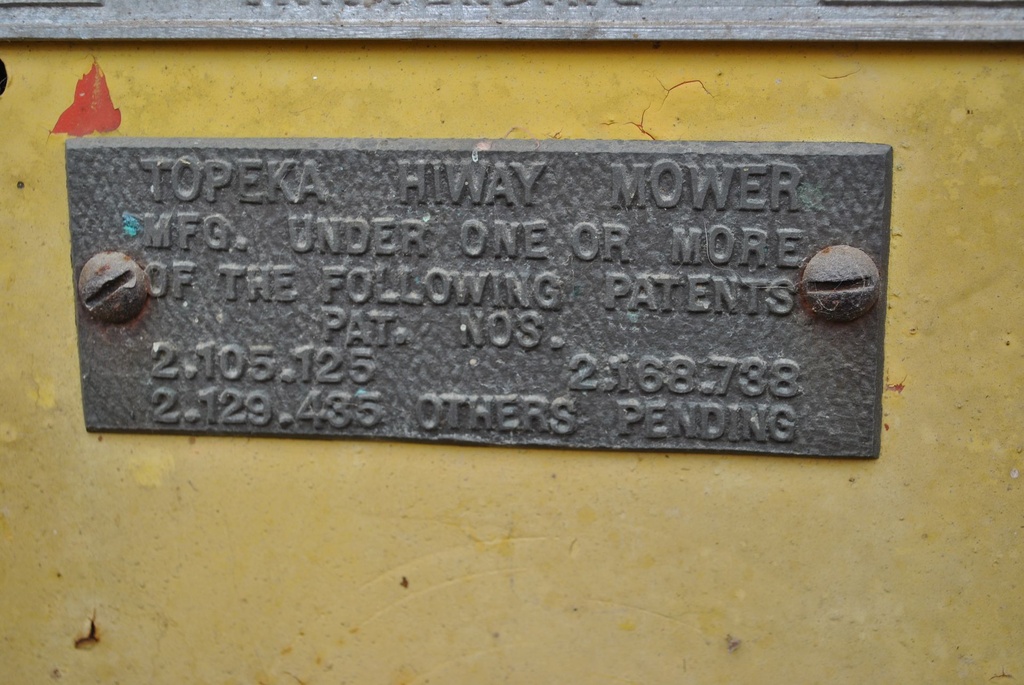 TOPEKA HIWAY MOWER
MFG. UNDER ONE OR MORE
OF THE FOLLOWING PATENTS
PAT. NOS.
2.105.125 2.168.738
2.129.435 OTHERS PENDING